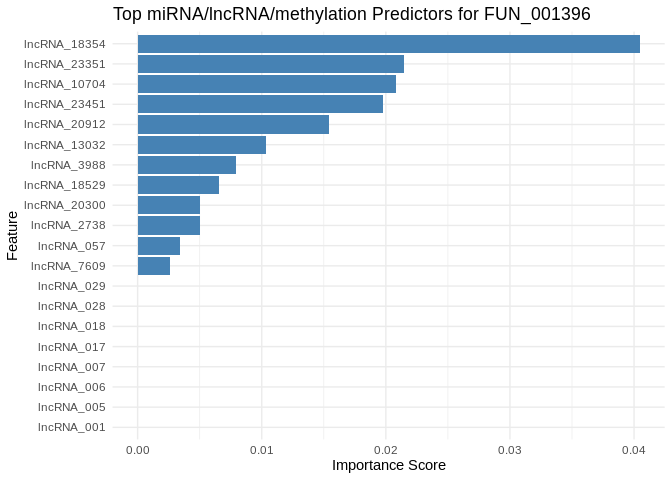 Top miRNA/lncRNA/methylation Predictors for FUN_001396
Feature
lncRNA_18354
lncRNA_23351
lncRNA_10704
lncRNA_23451
lncRNA_20912
lncRNA_13032
lncRNA_3988
lncRNA_18529
lncRNA_20300
lncRNA_2738
lncRNA_057
lncRNA_7609
lncRNA_029
lncRNA_028
lncRNA_018
lncRNA_017
lncRNA_007
lncRNA_006
lncRNA_005
lncRNA_001
0.00 0.01 0.02 0.03 0.04
Importance Score